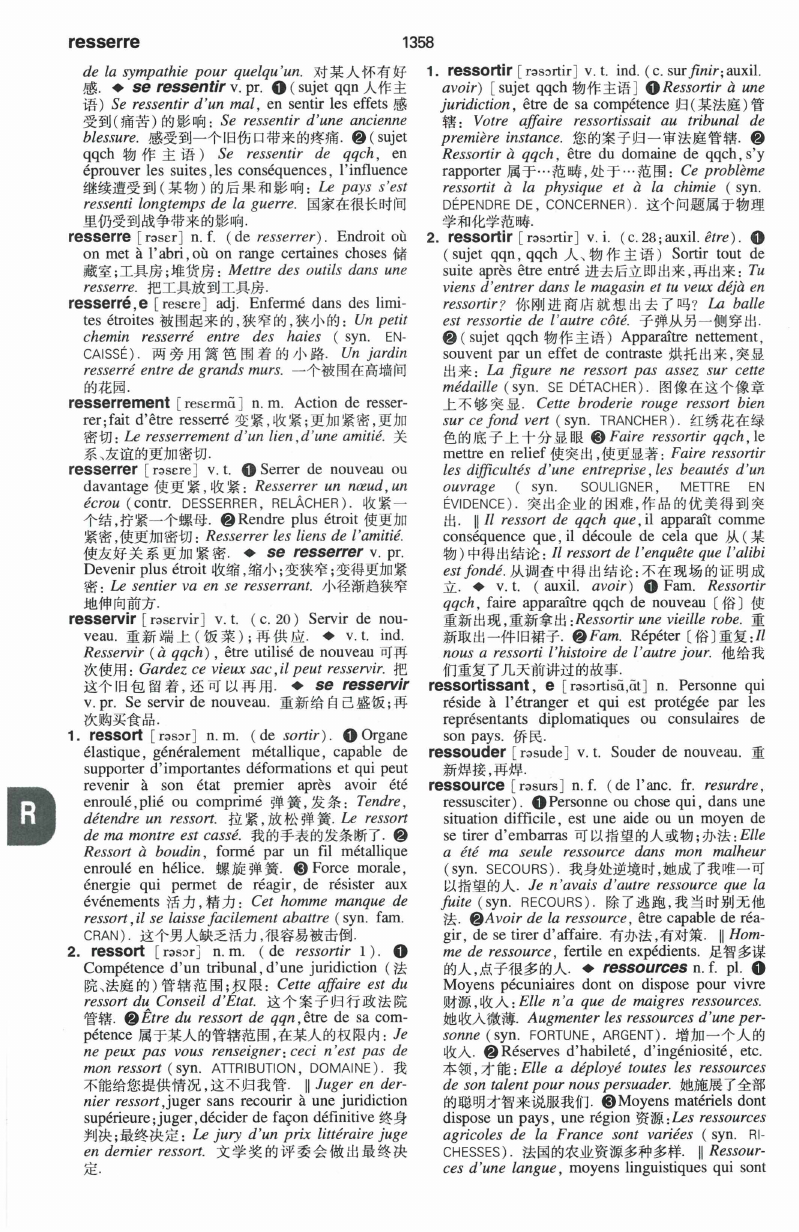 resserre
1358
de la sympathie pour quelqu'un. 对某人怀有好
感. ◆ se ressentir v. pr. ❶(sujet qqn 人作主
语) Se ressentir d'un mal, en sentir les effets 感
受到(痛苦)的影响: Se ressentir d'une ancienne
blessure. 感受到一个旧伤口带来的疼痛. ❷(sujet
qqch 物作主语) Se ressentir de qqch, en
éprouver les suites, les conséquences, l'influence
继续遭受到(某物)的后果和影响: Le pays s'est
ressenti longtemps de la guerre. 国家在很长时间
里仍受到战争带来的影响.
resserre [rəsɛr] n. f. (de resserrer). Endroit où
on met à l'abri, où on range certaines choses 储
藏室;工具房;堆货房: Mettre des outils dans une
resserre. 把工具放到工具房.
resserré, e [resɛre] adj. Enfermé dans des limi-
tes étroites 被围起来的,狭窄的,狭小的: Un petit
chemin resserré entre des haies (syn. EN-
CAISSÉ). 两旁用篱笆围着的小路. Un jardin
resserré entre de grands murs. 一个被围在高墙间
的花园.
resserrement [resɛrmɑ̃] n. m. Action de resser-
rer; fait d'être resserré 变紧,收紧;更加紧密,更加
密切: Le resserrement d'un lien, d'une amitié. 关
系、友谊的更加密切.
resserrer [rəsɛre] v. t. ❶ Serrer de nouveau ou
davantage 使更紧,收紧: Resserrer un nœud, un
écrou (contr. DESSERRER, RELÂCHER). 收紧一
个结,拧紧一个螺母. ❷Rendre plus étroit 使更加
紧密,使更加密切: Resserrer les liens de l'amitié.
使友好关系更加紧密. ◆ se resserrer v. pr.
Devenir plus étroit 收缩,缩小;变狭窄;变得更加紧
密: Le sentier va en se resserrant. 小径渐趋狭窄
地伸向前方.
resservir [rəsɛrvir] v. t. (c. 20) Servir de nou-
veau. 重新端上(饭菜);再供应. ◆ v. t. ind.
Resservir (à qqch), être utilisé de nouveau 可再
次使用: Gardez ce vieux sac, il peut resservir. 把
这个旧包留着,还可以再用. ◆ se resservir
v. pr. Se servir de nouveau. 重新给自己盛饭;再
次购买食品.
1. ressort [rəsɔr] n. m. (de sortir). ❶Organe
élastique, généralement métallique, capable de
supporter d'importantes déformations et qui peut
revenir à son état premier après avoir été
enroulé, plié ou comprimé 弹簧,发条: Tendre,
détendre un ressort. 拉紧,放松弹簧. Le ressort
de ma montre est cassé. 我的手表的发条断了. ❷
Ressort à boudin, formé par un fil métallique
enroulé en hélice. 螺旋弹簧. ❸Force morale,
énergie qui permet de réagir, de résister aux
événements 活力,精力: Cet homme manque de
ressort, il se laisse facilement abattre (syn. fam.
CRAN). 这个男人缺乏活力,很容易被击倒.
2. ressort [rəsɔr] n. m. (de ressortir 1). ❶
Compétence d'un tribunal, d'une juridiction (法
院、法庭的)管辖范围;权限: Cette affaire est du
ressort du Conseil d'État. 这个案子归行政法院
管辖. ❷Être du ressort de qqn, être de sa com-
pétence 属于某人的管辖范围,在某人的权限内: Je
ne peux pas vous renseigner: ceci n'est pas de
mon ressort (syn. ATTRIBUTION, DOMAINE). 我
不能给您提供情况,这不归我管. ‖ Juger en der-
nier ressort, juger sans recourir à une juridiction
supérieure; juger, décider de façon définitive 终身
判决;最终决定: Le jury d'un prix littéraire juge
en dernier ressort. 文学奖的评委会做出最终决
定.
R
1. ressortir [rəsɔrtir] v. t. ind. (c. sur finir; auxil.
avoir) [sujet qqch 物作主语] ❶Ressortir à une
juridiction, être de sa compétence 归(某法庭)管
辖: Votre affaire ressortissait au tribunal de
première instance. 您的案子归一审法庭管辖. ❷
Ressortir à qqch, être du domaine de qqch, s'y
rapporter 属于…范畴,处于…范围: Ce problème
ressortit à la physique et à la chimie (syn.
DÉPENDRE DE, CONCERNER). 这个问题属于物理
学和化学范畴.
2. ressortir [rəsɔrtir] v. i. (c. 28; auxil. être). ❶
(sujet qqn, qqch 人、物作主语) Sortir tout de
suite après être entré 进去后立即出来,再出来: Tu
viens d'entrer dans le magasin et tu veux déjà en
ressortir? 你刚进商店就想出去了吗? La balle
est ressortie de l'autre côté. 子弹从另一侧穿出.
❷(sujet qqch 物作主语) Apparaître nettement,
souvent par un effet de contraste 烘托出来,突显
出来: La figure ne ressort pas assez sur cette
médaille (syn. SE DÉTACHER). 图像在这个像章
上不够突显. Cette broderie rouge ressort bien
sur ce fond vert (syn. TRANCHER). 红绣花在绿
色的底子上十分显眼 ❸Faire ressortir qqch, le
mettre en relief 使突出,使更显著: Faire ressortir
les difficultés d'une entreprise, les beautés d'un
ouvrage (syn. SOULIGNER, METTRE EN
ÉVIDENCE). 突出企业的困难,作品的优美得到突
出. ‖ Il ressort de qqch que, il apparaît comme
conséquence que, il découle de cela que 从(某
物)中得出结论: Il ressort de l'enquête que l'alibi
est fondé. 从调查中得出结论:不在现场的证明成
立. ◆ v. t. (auxil. avoir) ❶ Fam. Ressortir
qqch, faire apparaître qqch de nouveau [俗] 使
重新出现,重新拿出: Ressortir une vieille robe. 重
新取出一件旧裙子. ❷Fam. Répéter [俗]重复: Il
nous a ressorti l'histoire de l'autre jour. 他给我
们重复了几天前讲过的故事.
ressortissant, e [rəsɔrtisɑ̃, ɑ̃t] n. Personne qui
réside à l'étranger et qui est protégée par les
représentants diplomatiques ou consulaires de
son pays. 侨民.
ressouder [rəsude] v. t. Souder de nouveau. 重
新焊接,再焊.
ressource [rəsurs] n. f. (de l'anc. fr. resurdre,
ressusciter). ❶Personne ou chose qui, dans une
situation difficile, est une aide ou un moyen de
se tirer d'embarras 可以指望的人或物;办法: Elle
a été ma seule ressource dans mon malheur
(syn. SECOURS). 我身处逆境时,她成了我唯一可
以指望的人. Je n'avais d'autre ressource que la
fuite (syn. RECOURS). 除了逃跑,我当时别无他
法. ❷Avoir de la ressource, être capable de réa-
gir, de se tirer d'affaire. 有办法,有对策. ‖ Hom-
me de ressource, fertile en expédients. 足智多谋
的人,点子很多的人. ◆ ressources n. f. pl. ❶
Moyens pécuniaires dont on dispose pour vivre
财源,收入: Elle n'a que de maigres ressources.
她收入微薄. Augmenter les ressources d'une per-
sonne (syn. FORTUNE, ARGENT). 增加一个人的
收入. ❷Réserves d'habileté, d'ingéniosité, etc.
本领,才能: Elle a déployé toutes les ressources
de son talent pour nous persuader. 她施展了全部
的聪明才智来说服我们. ❸Moyens matériels dont
dispose un pays, une région 资源: Les ressources
agricoles de la France sont variées (syn. RI-
CHESSES). 法国的农业资源多种多样. ‖ Ressour-
ces d'une langue, moyens linguistiques qui sont